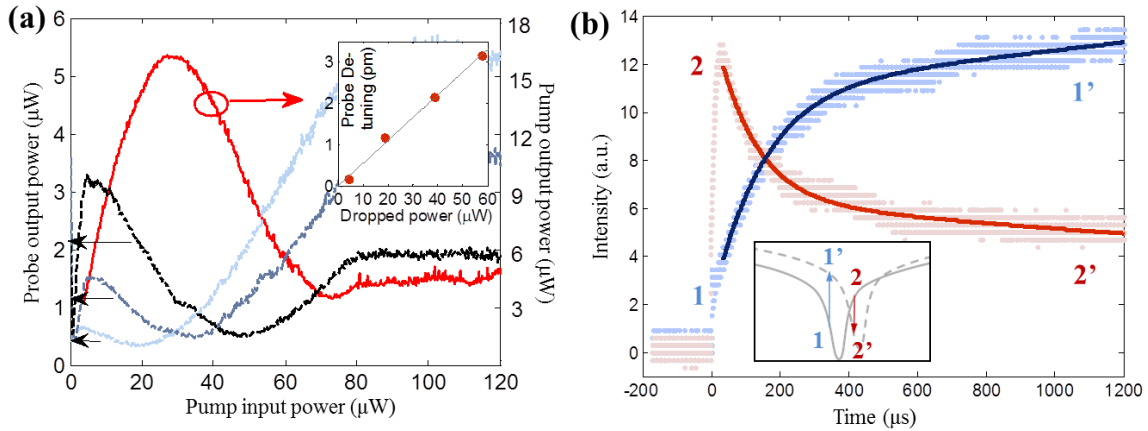 (a)
6
5
4
3
2
1
0
Probe output power (μW)
0 20 40 60 80 100 120
Pump input power (μW)
18
15
12
9
6
3
Pump output power (μW)
3
2
1
0
Probe De-
tuning (pm)
0 10 20 30 40 50 60
Dropped power (μW)
(b)
14
12
10
8
6
4
2
0
Intensity (a.u.)
-200 0 200 400 600 800 1000 1200
Time (μs)
2
1'
1
2'
1'
2
1
2'